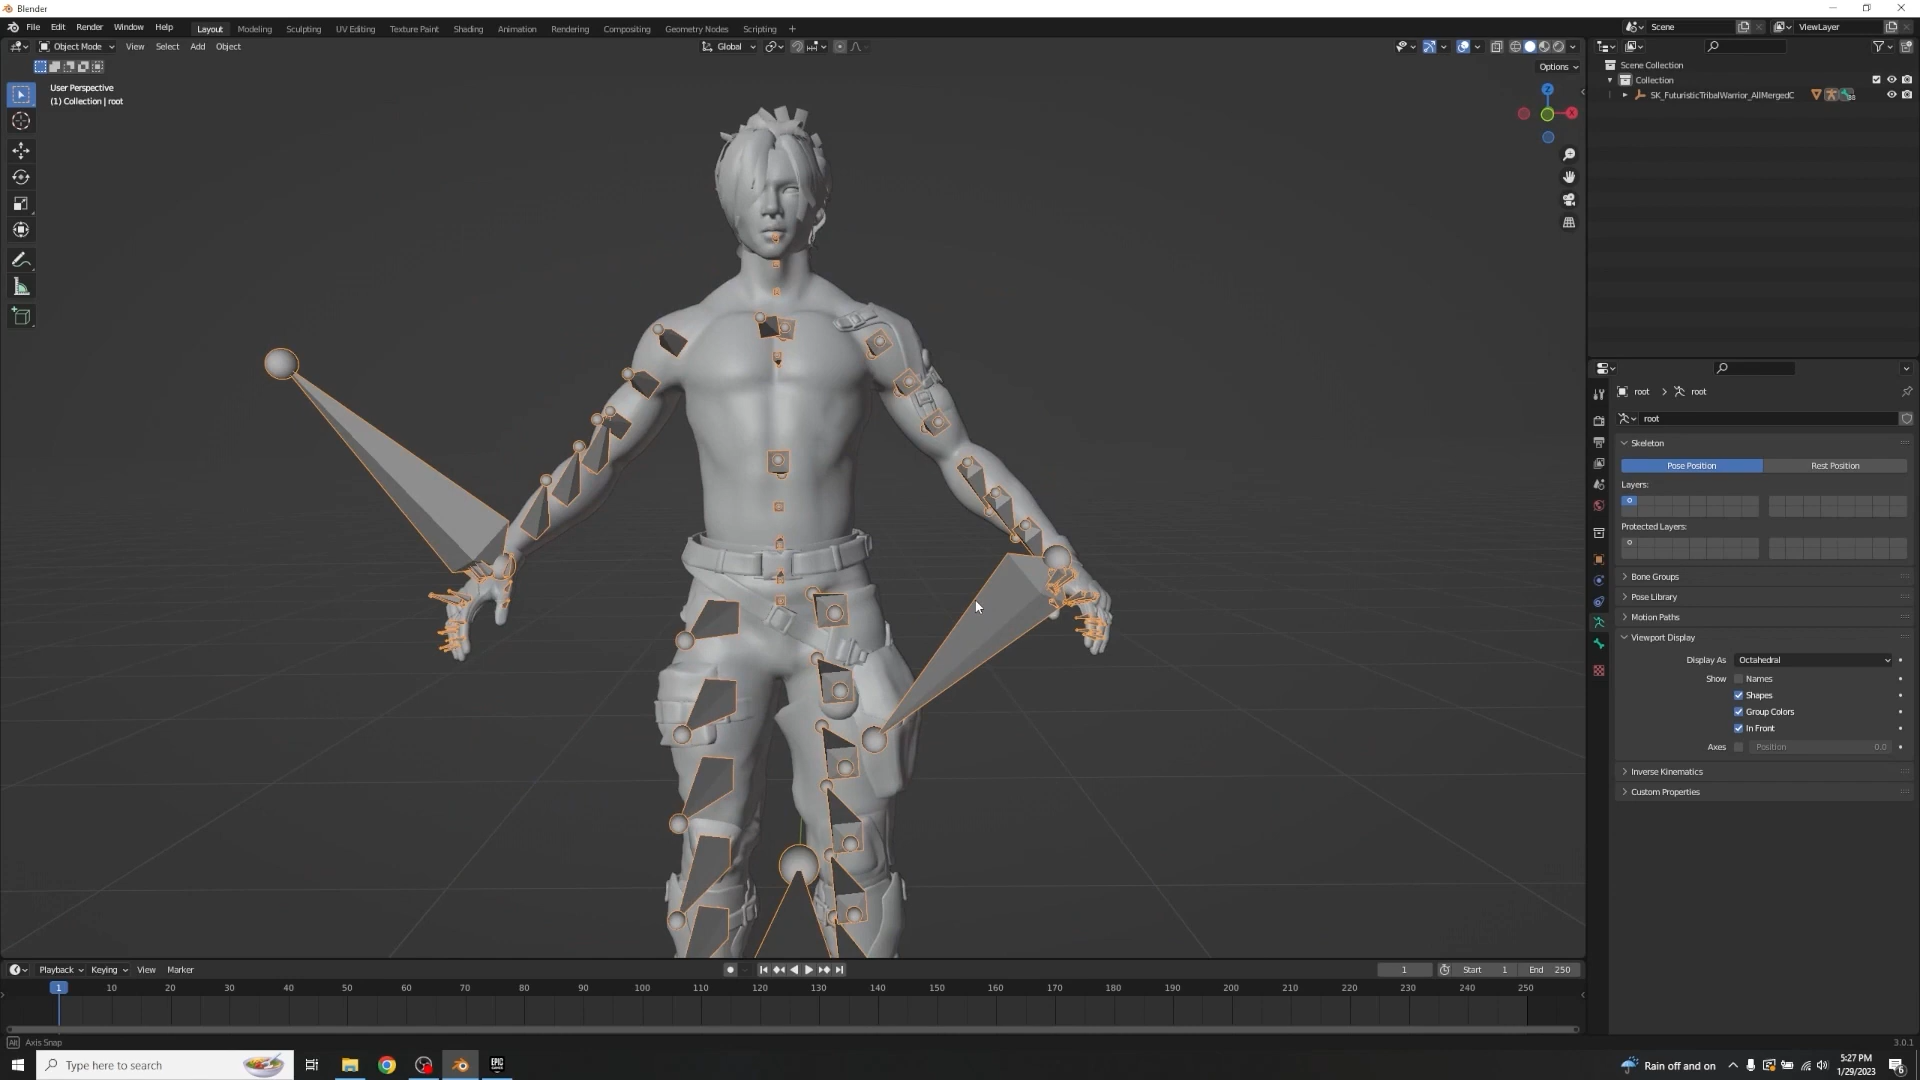 Blender
File Edit Render Window Help
Layout Modeling Sculpting UV Editing Texture Paint Shading Animation Rendering Compositing Geometry Nodes Scripting +
Scene
ViewLayer
Object Mode View Select Add Object
Global
Options
User Perspective
(1) Collection | root
Z
X
Scene Collection
Collection
SK_FuturisticTribalWarrior_AllMergedC
root > root
root
Skeleton
Pose Position Rest Position
Layers:
Protected Layers:
Bone Groups
Pose Library
Motion Paths
Viewport Display
Display As Octahedral
Show Names
Shapes
Group Colors
In Front
Axes Position 0.0
Inverse Kinematics
Custom Properties
Playback Keying View Marker
1 Start 1 End 250
1 10 20 30 40 50 60 70 80 90 100 110 120 130 140 150 160 170 180 190 200 210 220 230 240 250
Alt Axis Snap
3.0.1
Type here to search
EPIC GAMES
Rain off and on
5:27 PM
1/29/2023
6